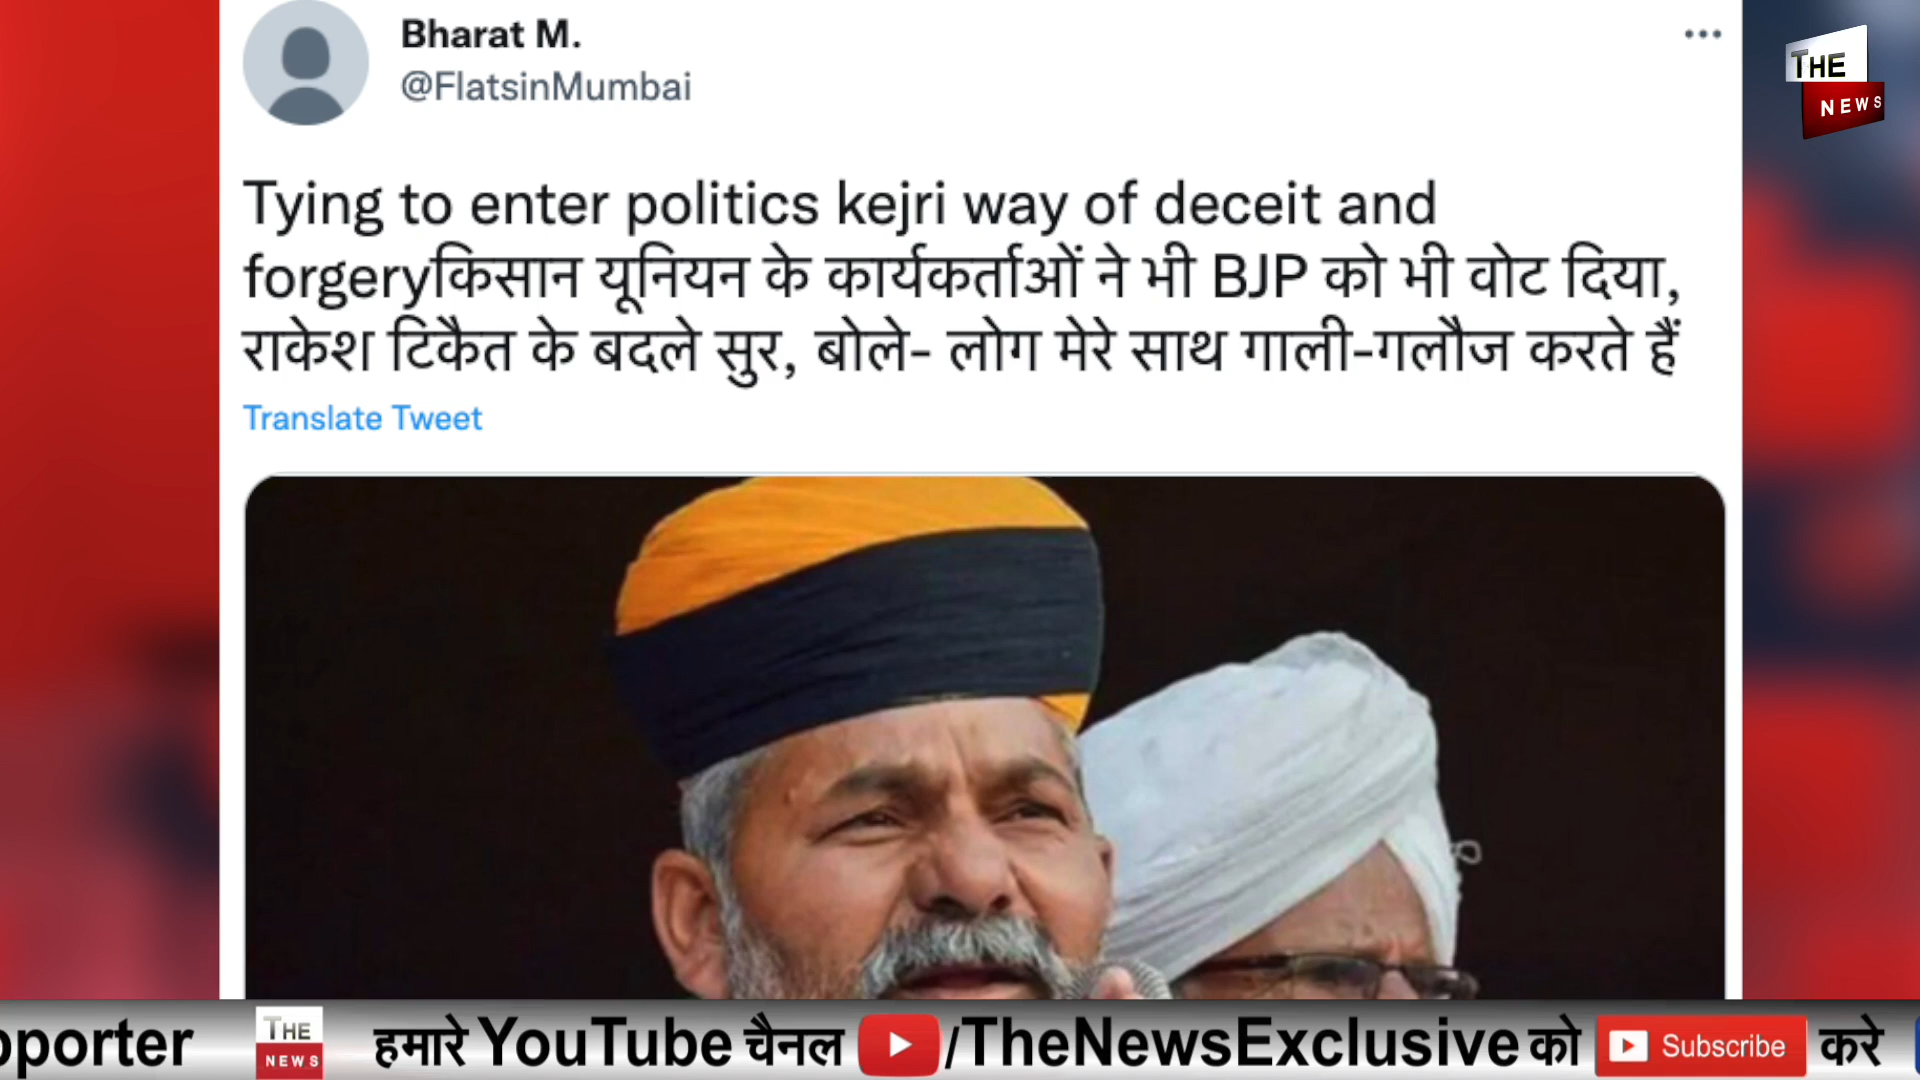 Bharat M.
@FlatsinMumbai
THE
NEWS
Tying to enter politics kejri way of deceit and
forgeryकिसान यूनियन के कार्यकर्ताओं ने भी BJP को भी वोट दिया,
राकेश टिकैत के बदले सुर, बोले- लोग मेरे साथ गाली-गलौज करते हैं
Translate Tweet
THE
NEWS
हमारे YouTube चैनल /TheNewsExclusive को Subscribe करे